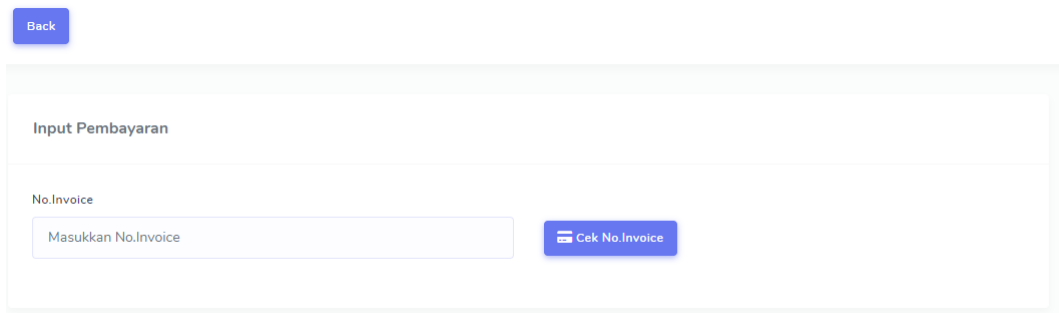 Back
Input Pembayaran
No.Invoice
Masukkan No.Invoice
Cek No.Invoice